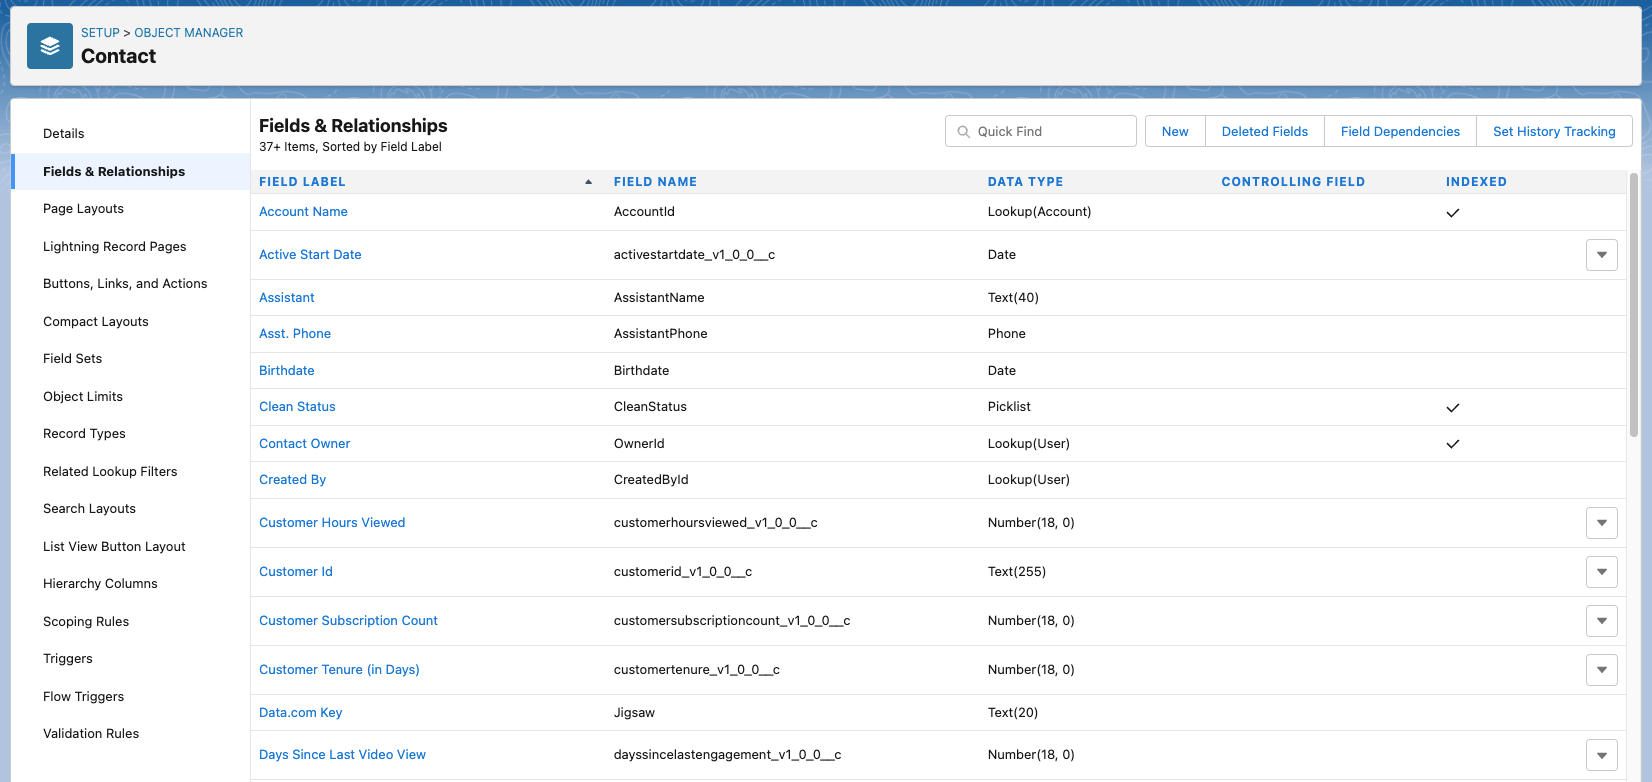 SETUP > OBJECT MANAGER
Contact
Details
Fields & Relationships
Page Layouts
Lightning Record Pages
Buttons, Links, and Actions
Compact Layouts
Field Sets
Object Limits
Record Types
Related Lookup Filters
Search Layouts
List View Button Layout
Hierarchy Columns
Scoping Rules
Triggers
Flow Triggers
Validation Rules
Fields & Relationships
37+ Items, Sorted by Field Label
Quick Find
New Deleted Fields Field Dependencies Set History Tracking
FIELD LABEL FIELD NAME DATA TYPE CONTROLLING FIELD INDEXED
Account Name AccountId Lookup(Account)
Active Start Date activestartdate_v1_0_0__c Date
Assistant AssistantName Text(40)
Asst. Phone AssistantPhone Phone
Birthdate Birthdate Date
Clean Status CleanStatus Picklist
Contact Owner OwnerId Lookup(User)
Created By CreatedById Lookup(User)
Customer Hours Viewed customerhoursviewed_v1_0_0__c Number(18, 0)
Customer Id customerid_v1_0_0__c Text(255)
Customer Subscription Count customersubscriptioncount_v1_0_0__c Number(18, 0)
Customer Tenure (in Days) customertenure_v1_0_0__c Number(18, 0)
Data.com Key Jigsaw Text(20)
Days Since Last Video View dayssincelastengagement_v1_0_0__c Number(18, 0)